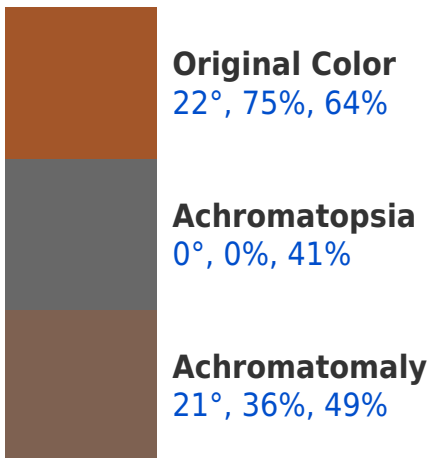 Original Color
22°, 75%, 64%
Achromatopsia
0°, 0%, 41%
Achromatomaly
21°, 36%, 49%